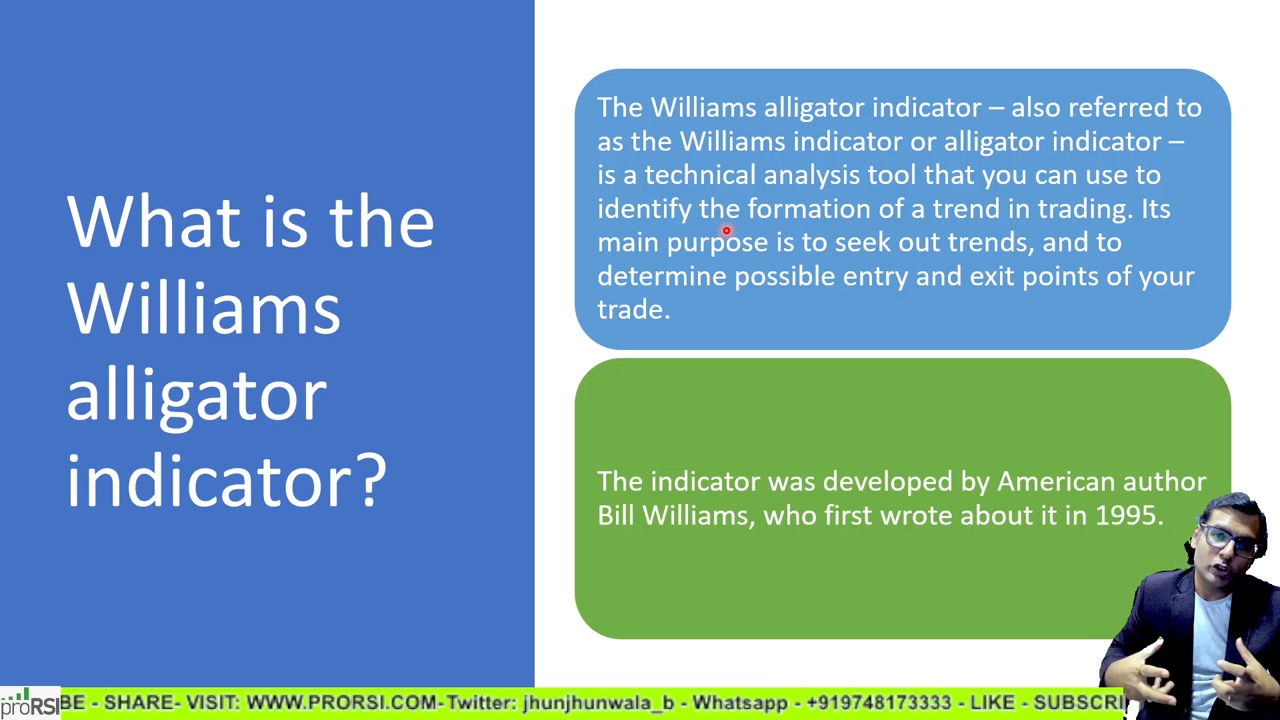 What is the
Williams
alligator
indicator?
The Williams alligator indicator – also referred to
as the Williams indicator or alligator indicator –
is a technical analysis tool that you can use to
identify the formation of a trend in trading. Its
main purpose is to seek out trends, and to
determine possible entry and exit points of your
trade.
The indicator was developed by American author
Bill Williams, who first wrote about it in 1995.
proRSI
BE - SHARE- VISIT: WWW.PRORSI.COM-Twitter: jhunjhunwala_b - Whatsapp - +919748173333 - LIKE - SUBSCRI